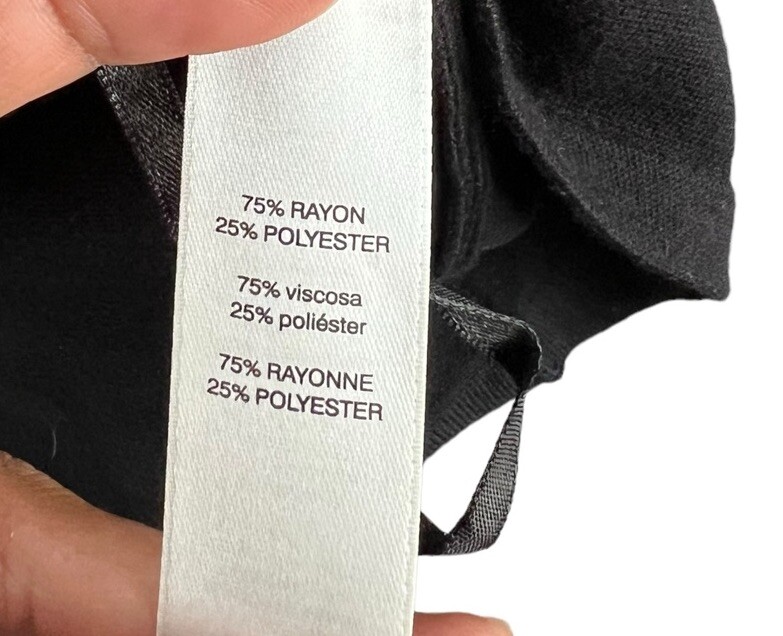 75% RAYON
25% POLYESTER
75% viscosa
25% poliéster
75% RAYONNE
25% POLYESTER